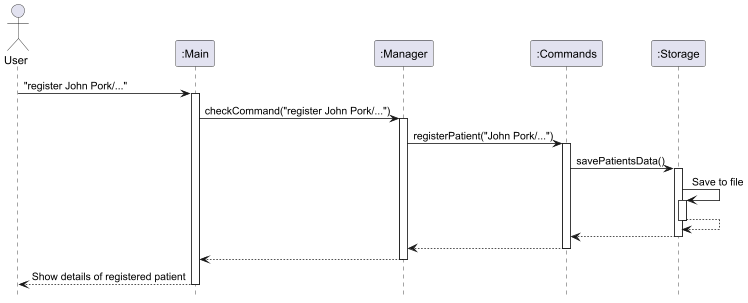 User
:Main
:Manager
:Commands
:Storage
"register John Pork/..."
checkCommand("register John Pork/...")
registerPatient("John Pork/...")
savePatientsData()
Save to file
Show details of registered patient